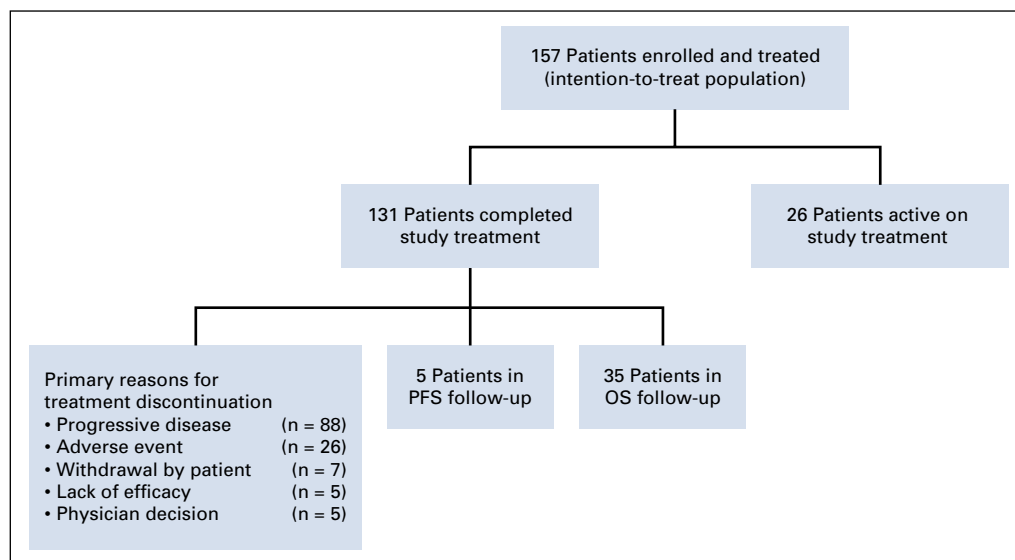 157 Patients enrolled and treated
(intention-to-treat population)
131 Patients completed
study treatment
26 Patients active on
study treatment
Primary reasons for
treatment discontinuation
• Progressive disease (n = 88)
• Adverse event (n = 26)
• Withdrawal by patient (n = 7)
• Lack of efficacy (n = 5)
• Physician decision (n = 5)
5 Patients in
PFS follow-up
35 Patients in
OS follow-up